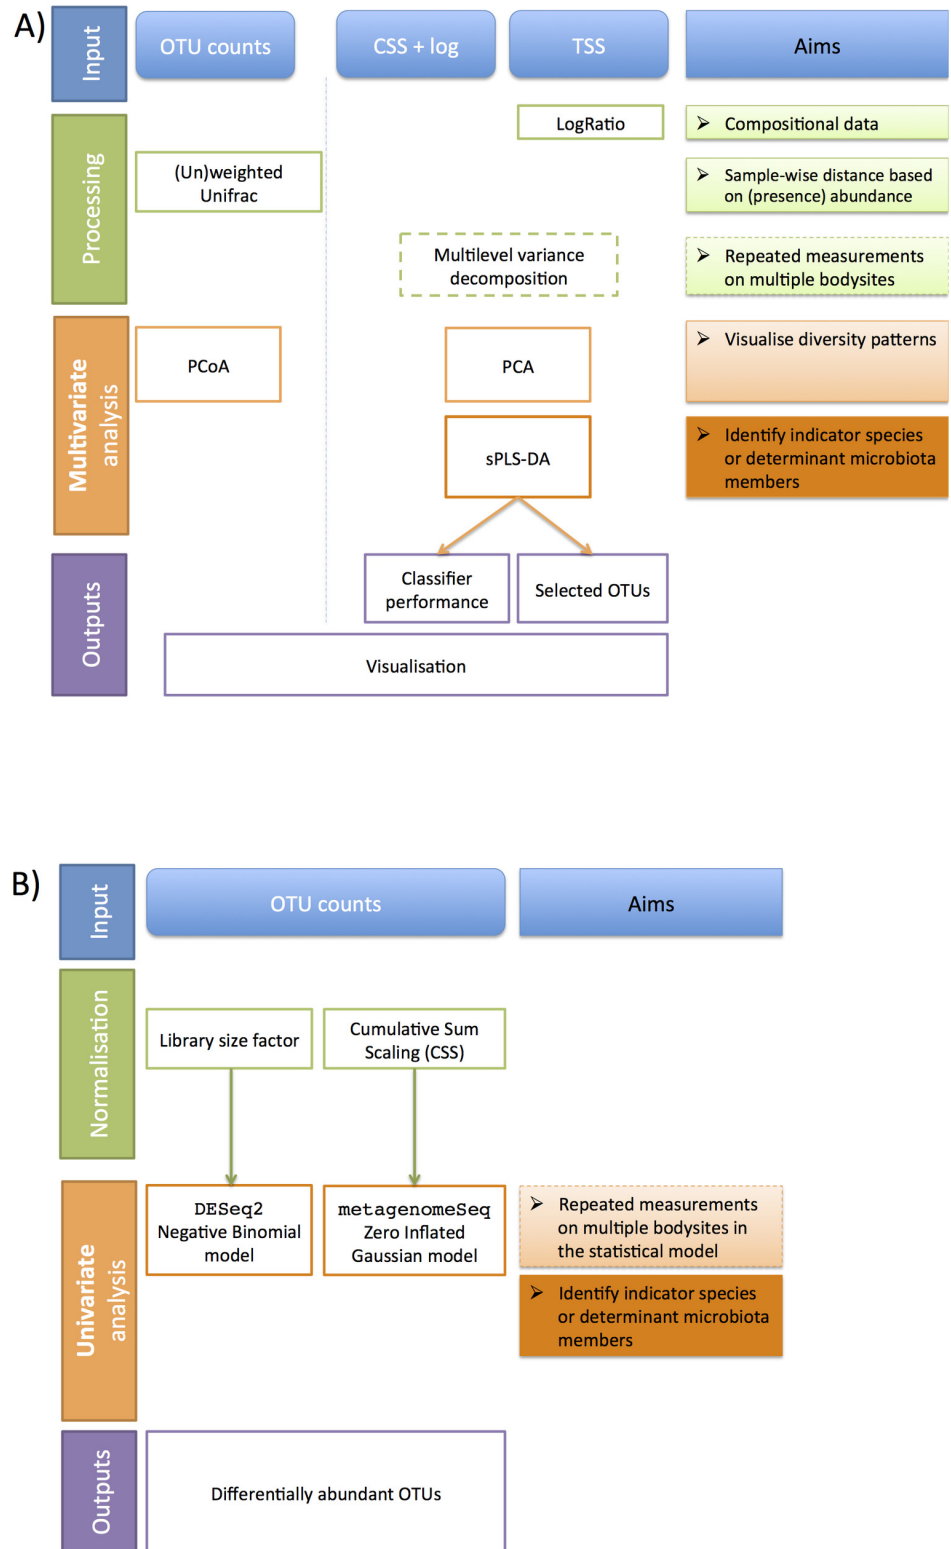 A)
Input
OTU counts
CSS + log
TSS
Aims
Processing
LogRatio
➢ Compositional data
(Un)weighted
Unifrac
➢ Sample-wise distance based
on (presence) abundance
Multilevel variance
decomposition
➢ Repeated measurements
on multiple bodysites
Multivariate
analysis
PCoA
PCA
➢ Visualise diversity patterns
sPLS-DA
➢ Identify indicator species
or determinant microbiota
members
Outputs
Classifier
performance
Selected OTUs
Visualisation
B)
Input
OTU counts
Aims
Normalisation
Library size factor
Cumulative Sum
Scaling (CSS)
Univariate
analysis
DESeq2
Negative Binomial
model
metagenomeSeq
Zero Inflated
Gaussian model
➢ Repeated measurements
on multiple bodysites in
the statistical model
➢ Identify indicator species
or determinant microbiota
members
Outputs
Differentially abundant OTUs